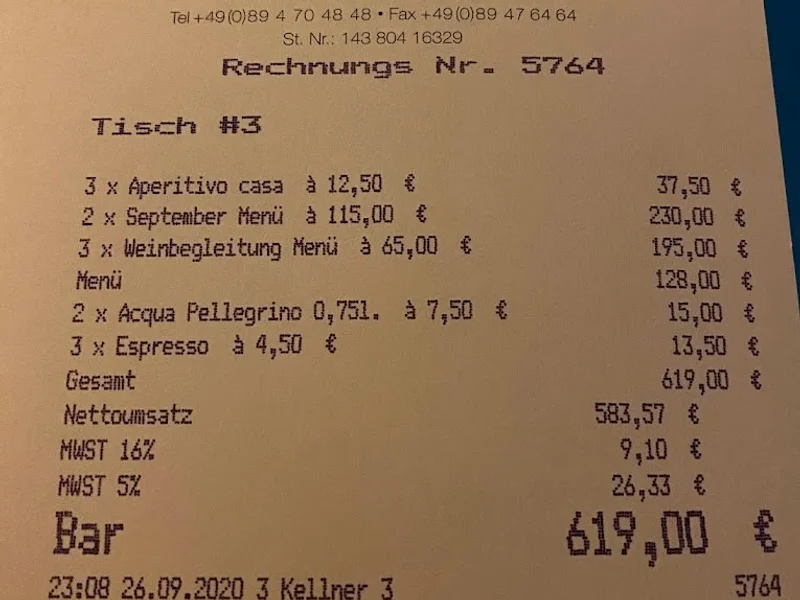 Tel +49(0)89 4 70 48 48 • Fax +49(0)89 47 64 64
St. Nr.: 143 804 16329
Rechnungs Nr. 5764
Tisch #3
3 x Aperitivo casa à 12,50 € 37,50 €
2 x September Menü à 115,00 € 230,00 €
3 x Weinbegleitung Menü à 65,00 € 195,00 €
Menü 128,00 €
2 x Acqua Pellegrino 0,75l. à 7,50 € 15,00 €
3 x Espresso à 4,50 € 13,50 €
Gesamt 619,00 €
Nettoumsatz 583,57 €
MWST 16% 9,10 €
MWST 5% 26,33 €
Bar 619,00 €
23:08 26.09.2020 3 Kellner 3 5764